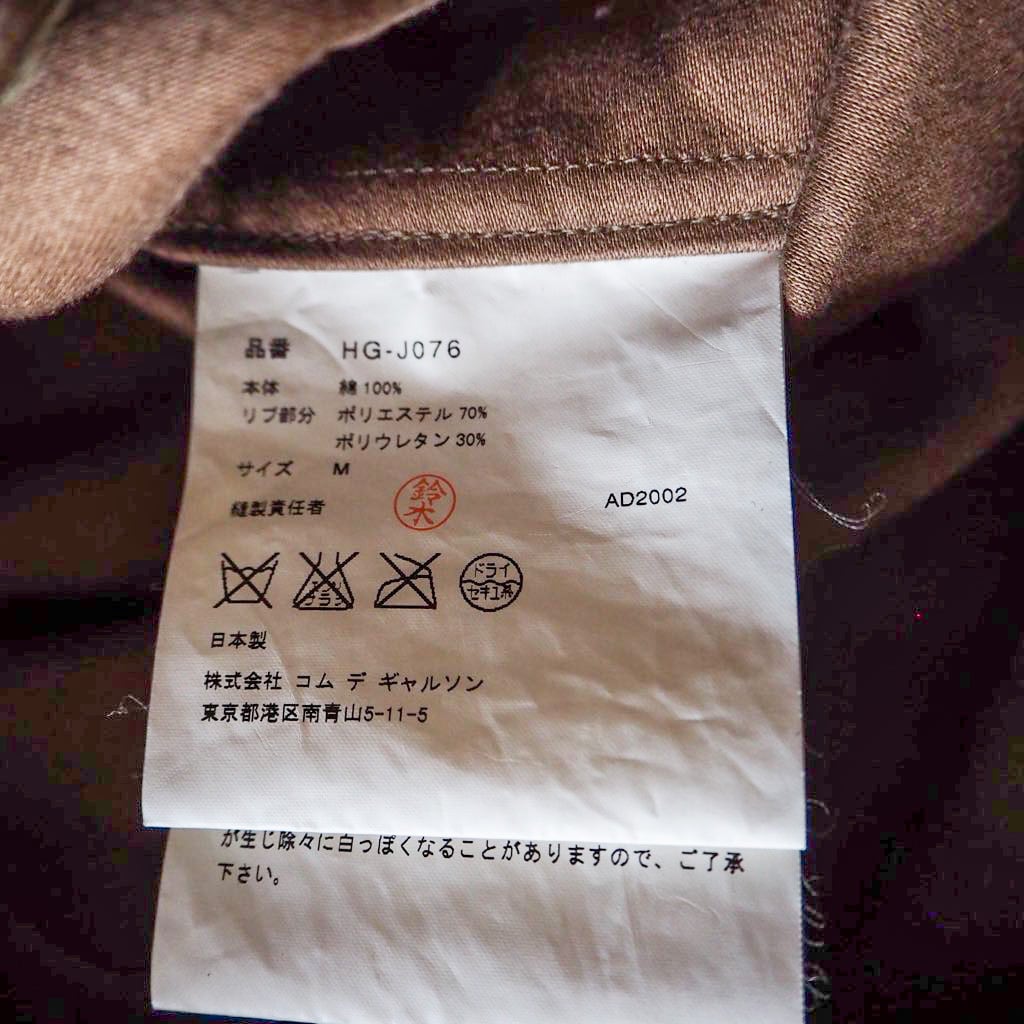 品番 HG-J076
本体 綿 100%
リブ部分 ポリエステル 70%
ポリウレタン 30%
サイズ M
縫製責任者 鈴木 AD2002
ドライ
セキユ系
日本製
株式会社 コム デ ギャルソン
東京都港区南青山5-11-5
が生じ除々に白っぽくなることがありますので、ご了承
下さい。